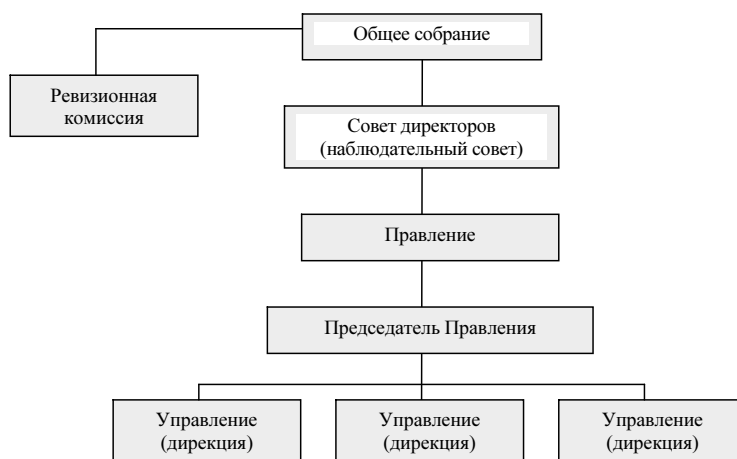 Общее собрание
Ревизионная
комиссия
Совет директоров
(наблюдательный совет)
Правление
Председатель Правления
Управление
(дирекция)
Управление
(дирекция)
Управление
(дирекция)